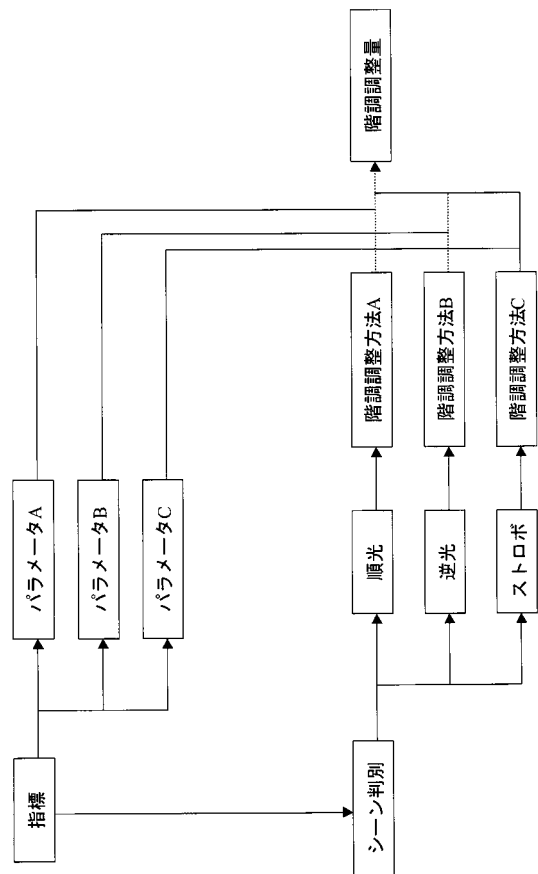 指標
パラメータA
パラメータB
パラメータC
シーン判別
順光
逆光
ストロボ
階調調整方法A
階調調整方法B
階調調整方法C
階調調整量